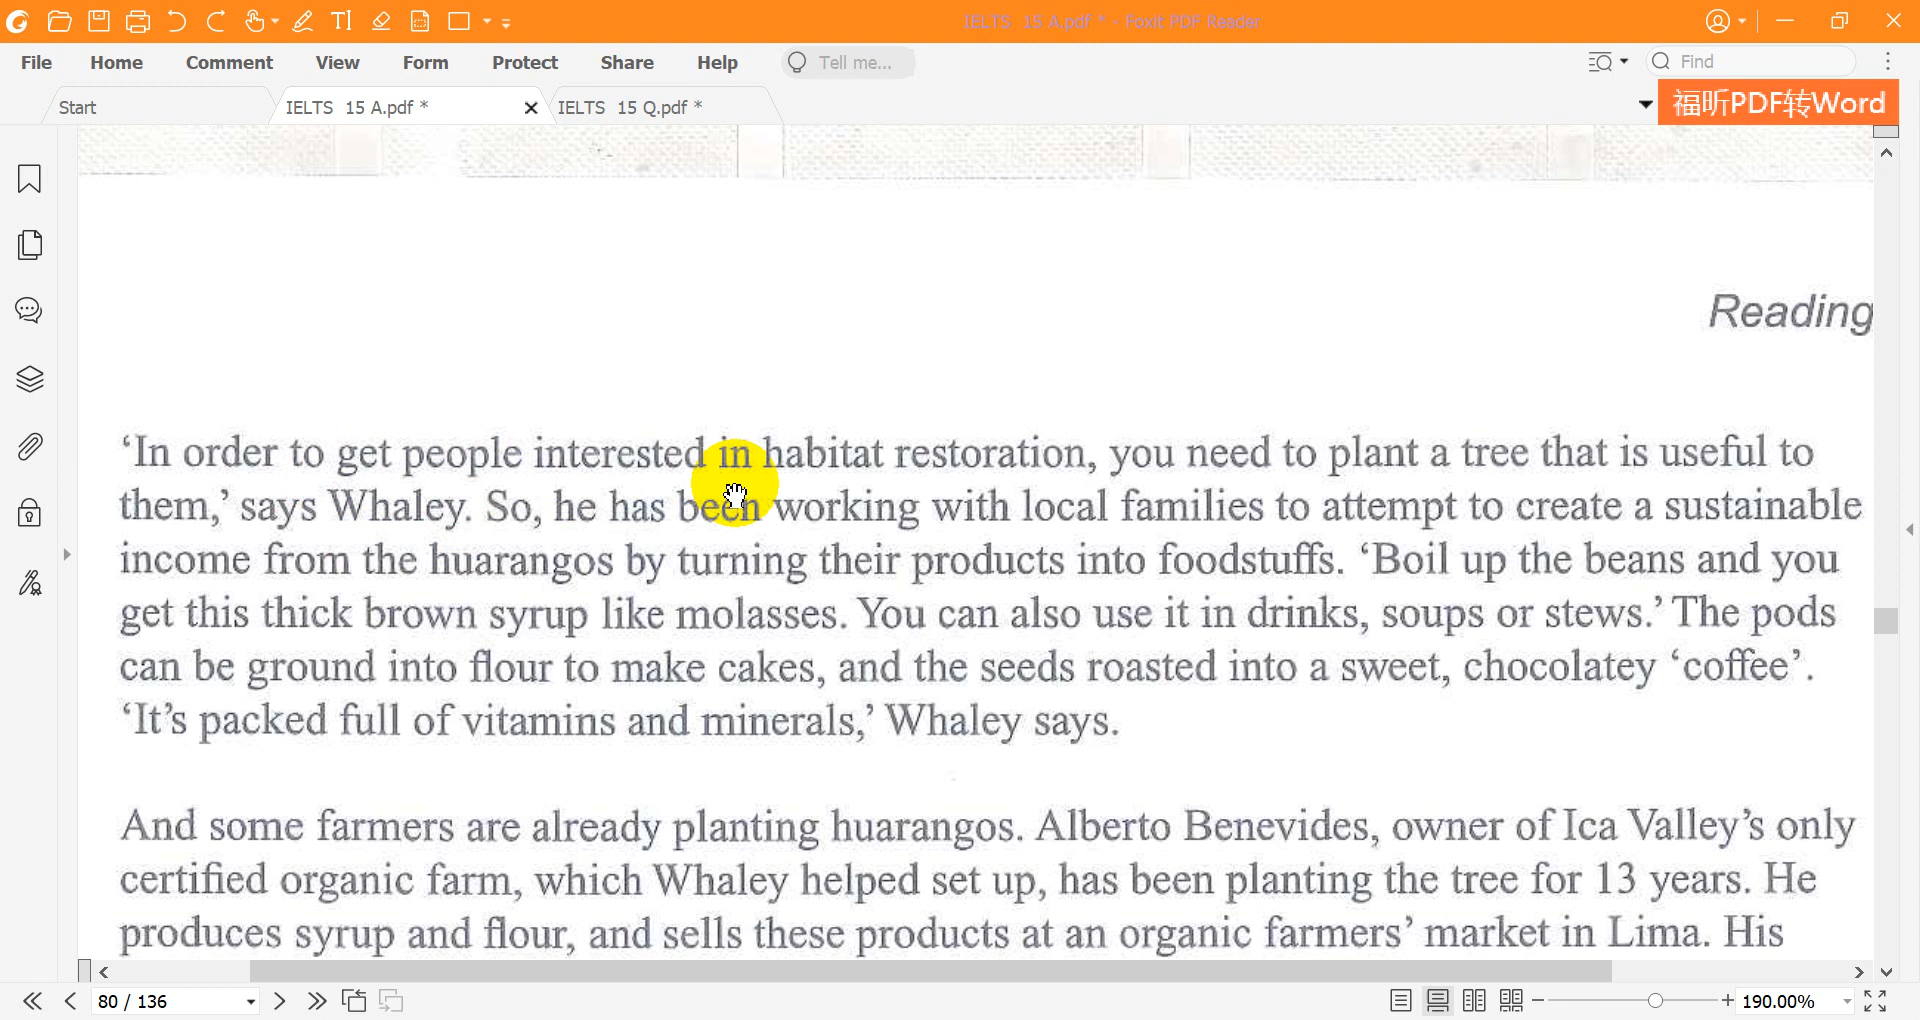 IELTS 15 A.pdf * - Foxit PDF Reader
File Home Comment View Form Protect Share Help Tell me... Find
Start IELTS 15 A.pdf * IELTS 15 Q.pdf * 福昕PDF转Word
Reading
‘In order to get people interested in habitat restoration, you need to plant a tree that is useful to
them,’ says Whaley. So, he has been working with local families to attempt to create a sustainable
income from the huarangos by turning their products into foodstuffs. ‘Boil up the beans and you
get this thick brown syrup like molasses. You can also use it in drinks, soups or stews.’ The pods
can be ground into flour to make cakes, and the seeds roasted into a sweet, chocolatey ‘coffee’.
‘It’s packed full of vitamins and minerals,’ Whaley says.
And some farmers are already planting huarangos. Alberto Benevides, owner of Ica Valley’s only
certified organic farm, which Whaley helped set up, has been planting the tree for 13 years. He
produces syrup and flour, and sells these products at an organic farmers’ market in Lima. His
80 / 136 190.00%